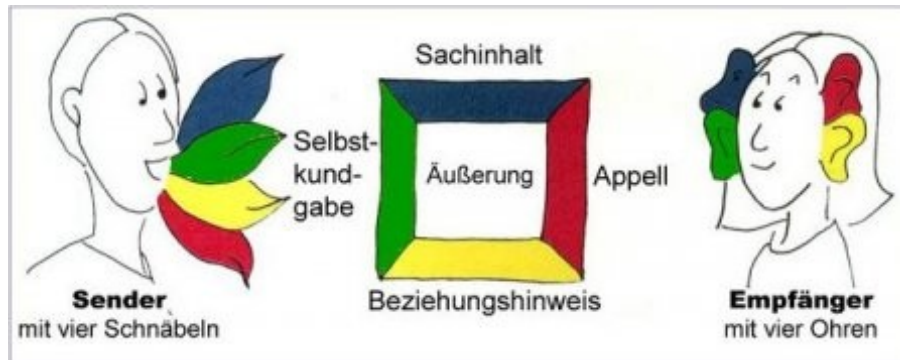 Sachinhalt
Selbst-
kund-
gabe
Äußerung
Appell
Beziehungshinweis
Sender
mit vier Schnäbeln
Empfänger
mit vier Ohren